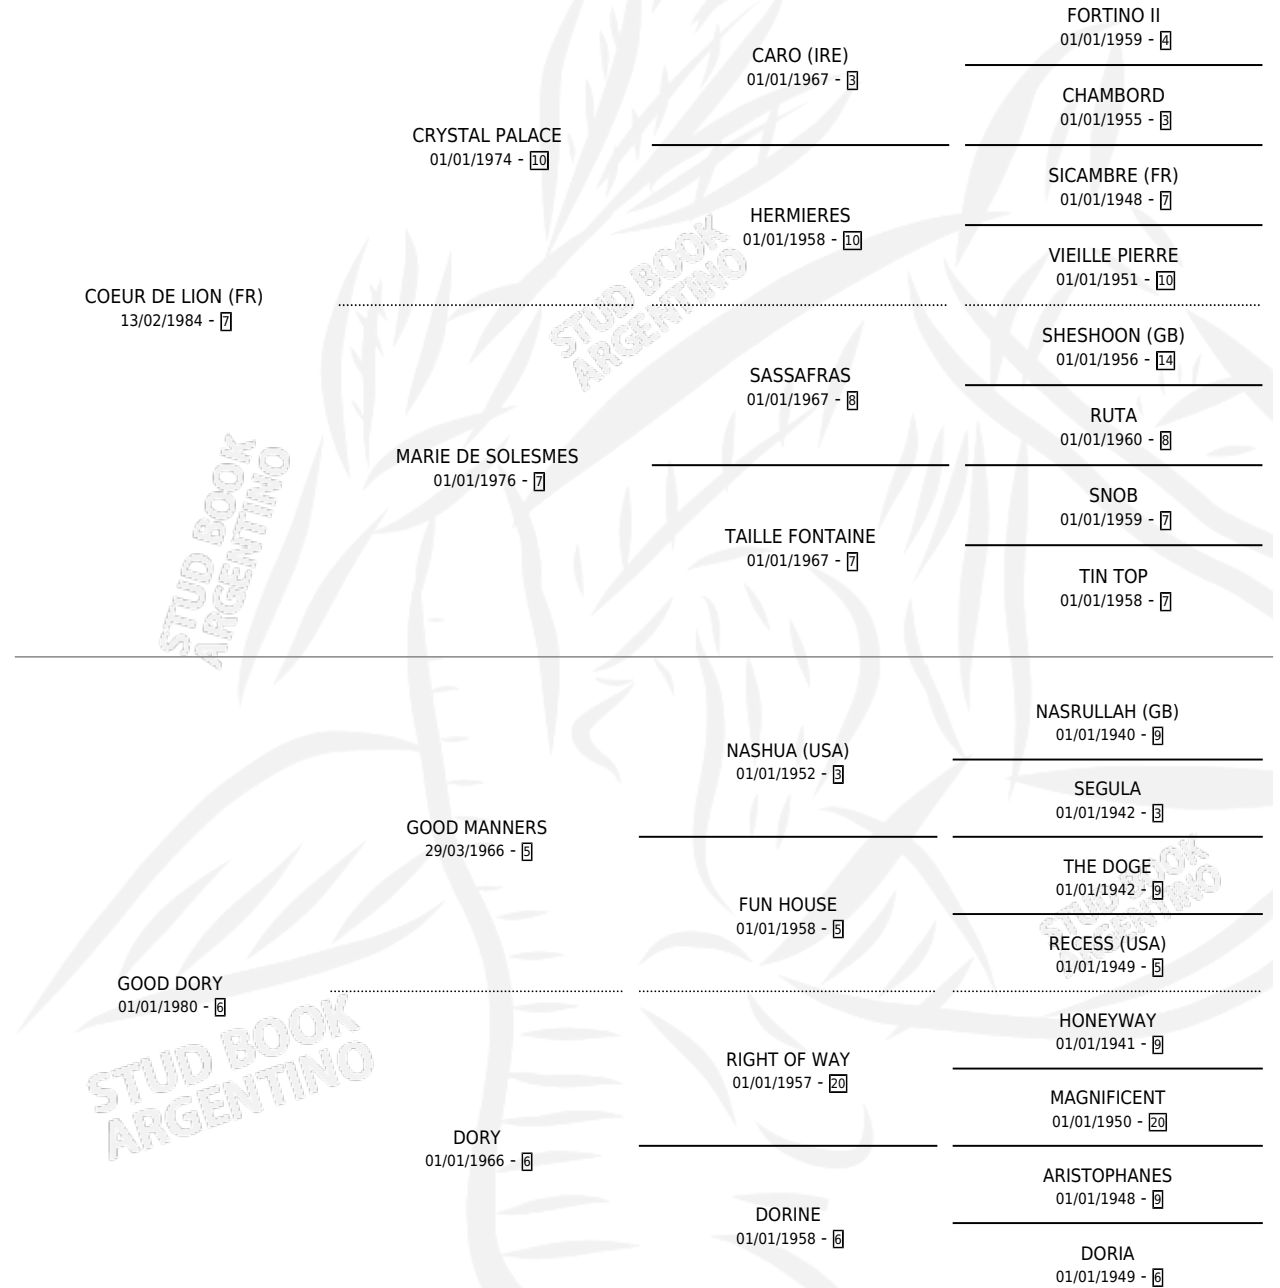 FORTINO II
01/01/1959 - 4
CARO (IRE)
01/01/1967 - 3
CHAMBORD
01/01/1955 - 3
CRYSTAL PALACE
01/01/1974 - 10
SICAMBRE (FR)
01/01/1948 - 7
HERMIERES
01/01/1958 - 10
VIEILLE PIERRE
01/01/1951 - 10
COEUR DE LION (FR)
13/02/1984 - 7
SHESHOON (GB)
01/01/1956 - 14
SASSAFRAS
01/01/1967 - 8
RUTA
01/01/1960 - 8
MARIE DE SOLESMES
01/01/1976 - 7
SNOB
01/01/1959 - 7
TAILLE FONTAINE
01/01/1967 - 7
TIN TOP
01/01/1958 - 7
NASRULLAH (GB)
01/01/1940 - 9
NASHUA (USA)
01/01/1952 - 3
SEGULA
01/01/1942 - 3
GOOD MANNERS
29/03/1966 - 5
THE DOGE
01/01/1942 - 9
FUN HOUSE
01/01/1958 - 5
RECESS (USA)
01/01/1949 - 5
GOOD DORY
01/01/1980 - 6
HONEYWAY
01/01/1941 - 9
RIGHT OF WAY
01/01/1957 - 20
MAGNIFICENT
01/01/1950 - 20
DORY
01/01/1966 - 6
ARISTOPHANES
01/01/1948 - 9
DORINE
01/01/1958 - 6
DORIA
01/01/1949 - 6
STUD BOOK
ARGENTINO
STUD BOOK
ARGENTINO
STUD BOOK
ARGENTINO
STUD BOOK
ARGENTINO